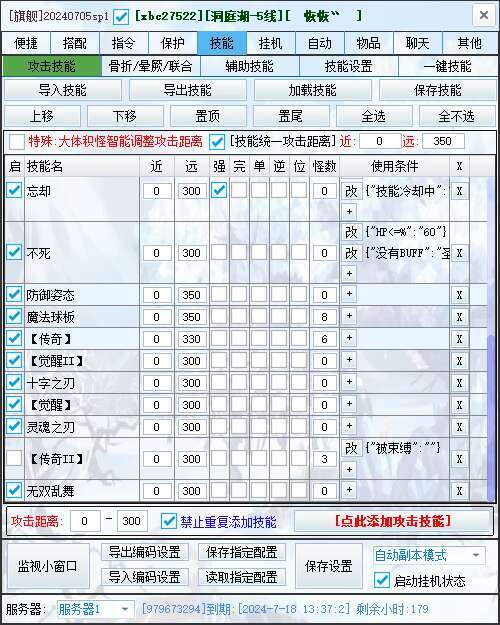 [旗舰]20240705sp1 [xbc27522][洞庭湖-5线][ 恢恢〝 ]
便捷 搭配 指令 保护 技能 挂机 自动 物品 聊天 其他
攻击技能 骨折/晕厥/联合 辅助技能 技能设置 一键技能
导入技能 导出技能 加载技能 保存技能
上移 下移 置顶 置尾 全选 全不选
特殊:大体积怪智能调整攻击距离 [技能统一攻击距离] 近: 0 远: 350
启 技能名 近 远 强 完 单 逆 位 怪数 使用条件 X
忘却 0 300 0 改 {"技能冷却中": X
+
改 {"HP<=%":"60"}
不死 0 300 0 改 {"没有BUFF":"圣 X
+
防御姿态 0 350 0 + X
魔法球板 0 350 8 + X
【传奇】 0 330 6 + X
【觉醒II】 0 300 0 + X
十字之刃 0 300 0 + X
【觉醒】 0 300 0 + X
灵魂之刃 0 300 0 + X
改 {"被束缚":""}
【传奇II】 0 300 3 X
+
无双乱舞 0 300 0 + X
攻击距离: 0 - 300 禁止重复添加技能 [点此添加攻击技能]
监视小窗口 导出编码设置 保存指定配置 保存设置 自动副本模式
导入编码设置 读取指定配置 启动挂机状态
服务器: 服务器1 [979673294]到期:[2024-7-18 13:37:2] 剩余小时:179